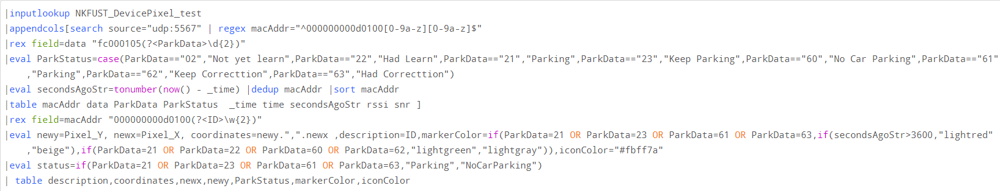 |inputlookup NKFUST_DevicePixel_test
|appendcols[search source="udp:5567" | regex macAddr="^000000000d0100[0-9a-z][0-9a-z]$"
|rex field=data "fc000105(?<ParkData>\d{2})"
|eval ParkStatus=case(ParkData=="02","Not yet learn",ParkData=="22","Had Learn",ParkData=="21","Parking",ParkData=="23","Keep Parking",ParkData=="60","No Car Parking",ParkData=="61"
,"Parking",ParkData=="62","Keep Correcttion",ParkData=="63","Had Correcttion")
|eval secondsAgoStr=tonumber(now() - _time) |dedup macAddr |sort macAddr
|table macAddr data ParkData ParkStatus  _time time secondsAgoStr rssi snr ]
|rex field=macAddr "000000000d0100(?<ID>\w{2})"
|eval newy=Pixel_Y, newx=Pixel_X, coordinates=newy.",".newx ,description=ID,markerColor=if(ParkData=21 OR ParkData=23 OR ParkData=61 OR ParkData=63,if(secondsAgoStr>3600,"lightred"
,"beige"),if(ParkData=21 OR ParkData=22 OR ParkData=60 OR ParkData=62,"lightgreen","lightgray")),iconColor="#fbff7a"
|eval status=if(ParkData=21 OR ParkData=23 OR ParkData=61 OR ParkData=63,"Parking","NoCarParking")
| table description,coordinates,newx,newy,ParkStatus,markerColor,iconColor